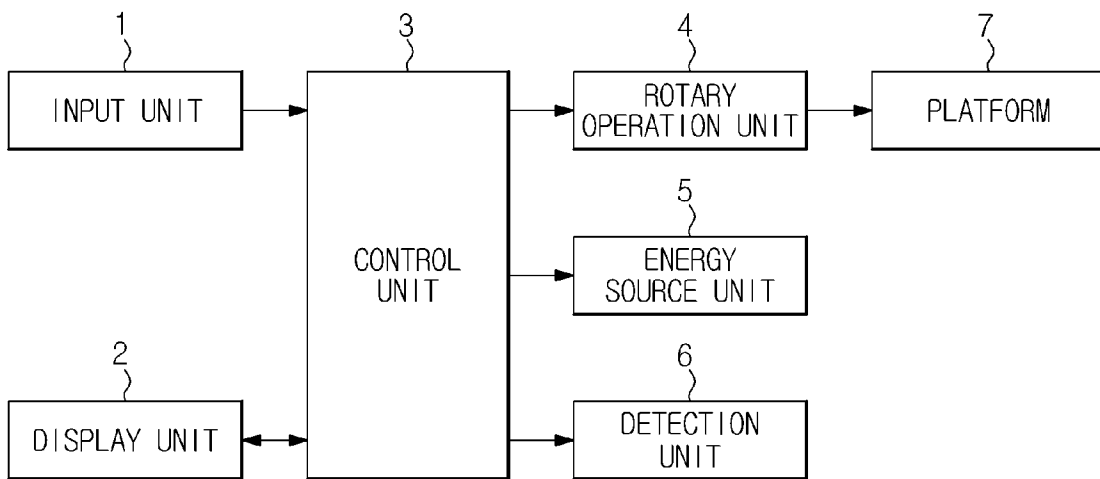 1
3
4
7
INPUT UNIT
ROTARY
OPERATION UNIT
PLATFORM
5
CONTROL
UNIT
ENERGY
SOURCE UNIT
2
6
DISPLAY UNIT
DETECTION
UNIT